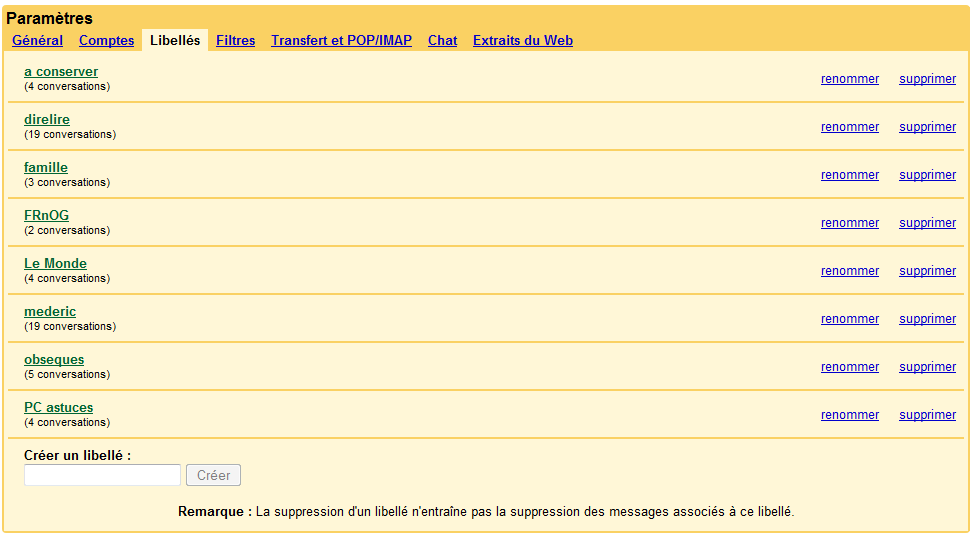 Paramètres
Général Comptes Libellés Filtres Transfert et POP/IMAP Chat Extraits du Web
a conserver renommer supprimer
(4 conversations)
direlire renommer supprimer
(19 conversations)
famille renommer supprimer
(3 conversations)
FRnOG renommer supprimer
(2 conversations)
Le Monde renommer supprimer
(4 conversations)
mederic renommer supprimer
(19 conversations)
obseques renommer supprimer
(5 conversations)
PC astuces renommer supprimer
(4 conversations)
Créer un libellé :
Créer
Remarque : La suppression d'un libellé n'entraîne pas la suppression des messages associés à ce libellé.